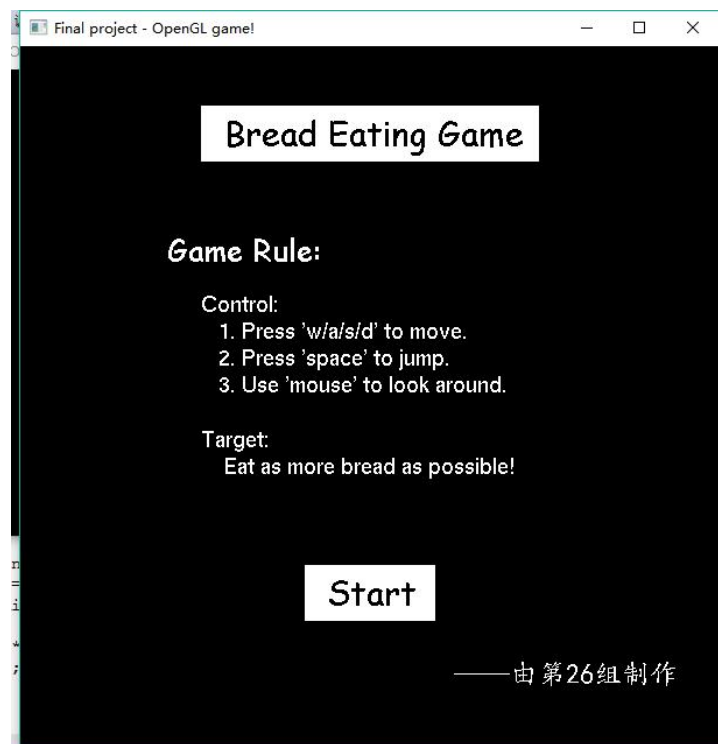 Final project - OpenGL game!
Bread Eating Game
Game Rule:
Control:
1. Press 'w/a/s/d' to move.
2. Press 'space' to jump.
3. Use 'mouse' to look around.
Target:
Eat as more bread as possible!
Start
——由第26组制作